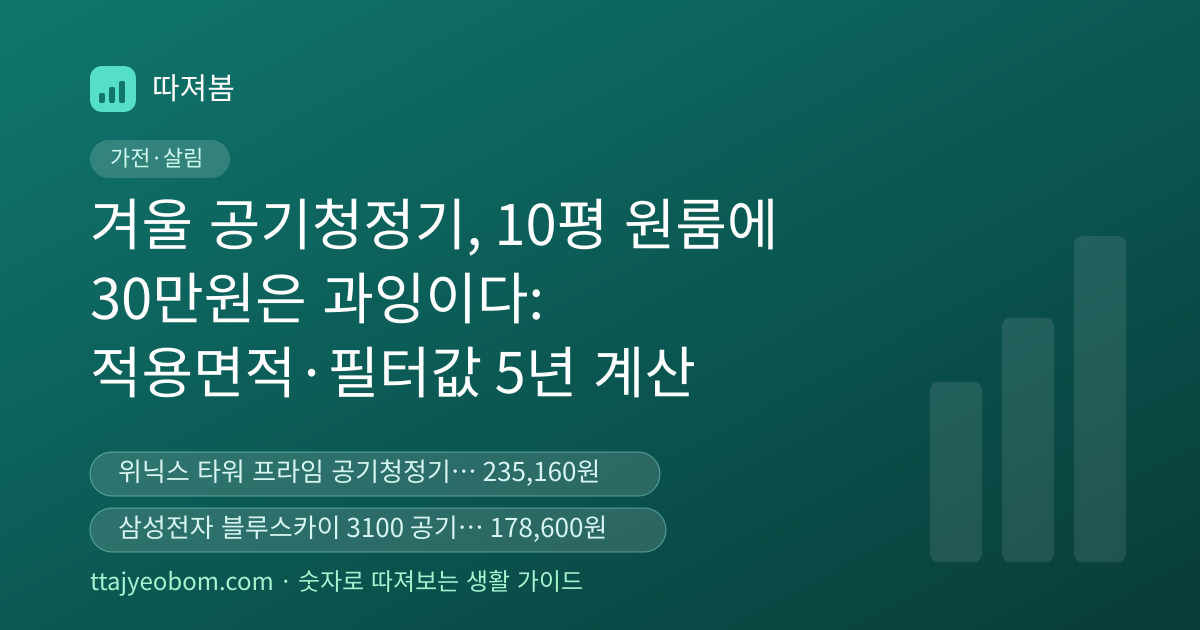 따져봄
가전·살림
겨울 공기청정기, 10평 원룸에
30만원은 과잉이다:
적용면적·필터값 5년 계산
위닉스 타워 프라임 공기청정기… 235,160원
삼성전자 블루스카이 3100 공기… 178,600원
ttajyeobom.com · 숫자로 따져보는 생활 가이드